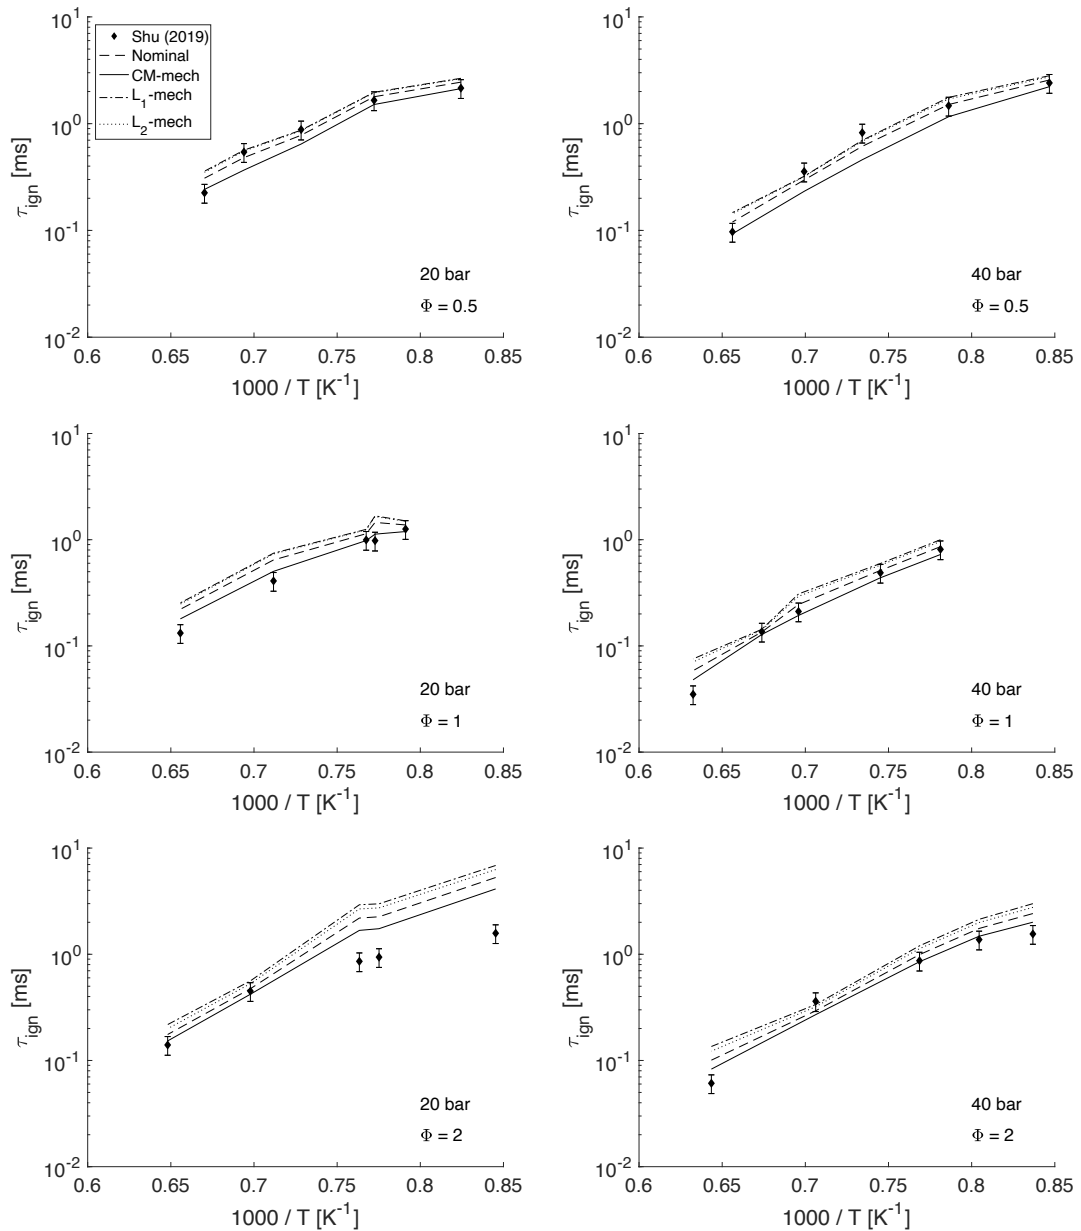 10^1
10^0
10^-1
10^-2
τ_ign [ms]
Shu (2019)
Nominal
CM-mech
L_1-mech
L_2-mech
20 bar
Φ = 0.5
0.6 0.65 0.7 0.75 0.8 0.85
1000 / T [K^-1]
10^1
10^0
10^-1
10^-2
τ_ign [ms]
40 bar
Φ = 0.5
0.6 0.65 0.7 0.75 0.8 0.85
1000 / T [K^-1]
10^1
10^0
10^-1
10^-2
τ_ign [ms]
20 bar
Φ = 1
0.6 0.65 0.7 0.75 0.8 0.85
1000 / T [K^-1]
10^1
10^0
10^-1
10^-2
τ_ign [ms]
40 bar
Φ = 1
0.6 0.65 0.7 0.75 0.8 0.85
1000 / T [K^-1]
10^1
10^0
10^-1
10^-2
τ_ign [ms]
20 bar
Φ = 2
0.6 0.65 0.7 0.75 0.8 0.85
1000 / T [K^-1]
10^1
10^0
10^-1
10^-2
τ_ign [ms]
40 bar
Φ = 2
0.6 0.65 0.7 0.75 0.8 0.85
1000 / T [K^-1]